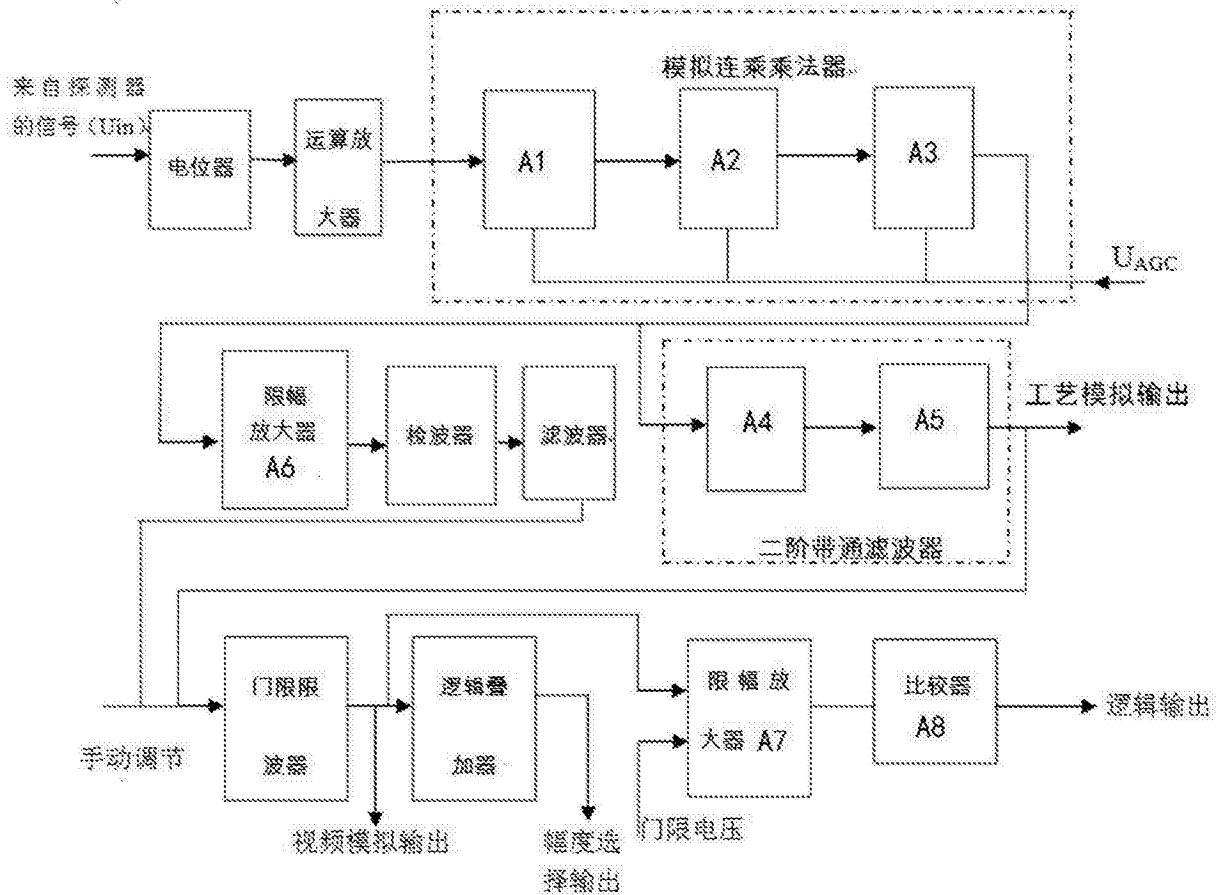 模拟连乘乘法器
来自探测器
的信号（Uin）
电位器
运算放
大器
A1
A2
A3
UAGC
限幅
放大器
A6
检波器
滤波器
A4
A5
工艺模拟输出
二阶带通滤波器
门限限
波器
逻辑叠
加器
限幅放
大器 A7
比较器
A8
逻辑输出
手动调节
视频模拟输出
幅度选
择输出
门限电压